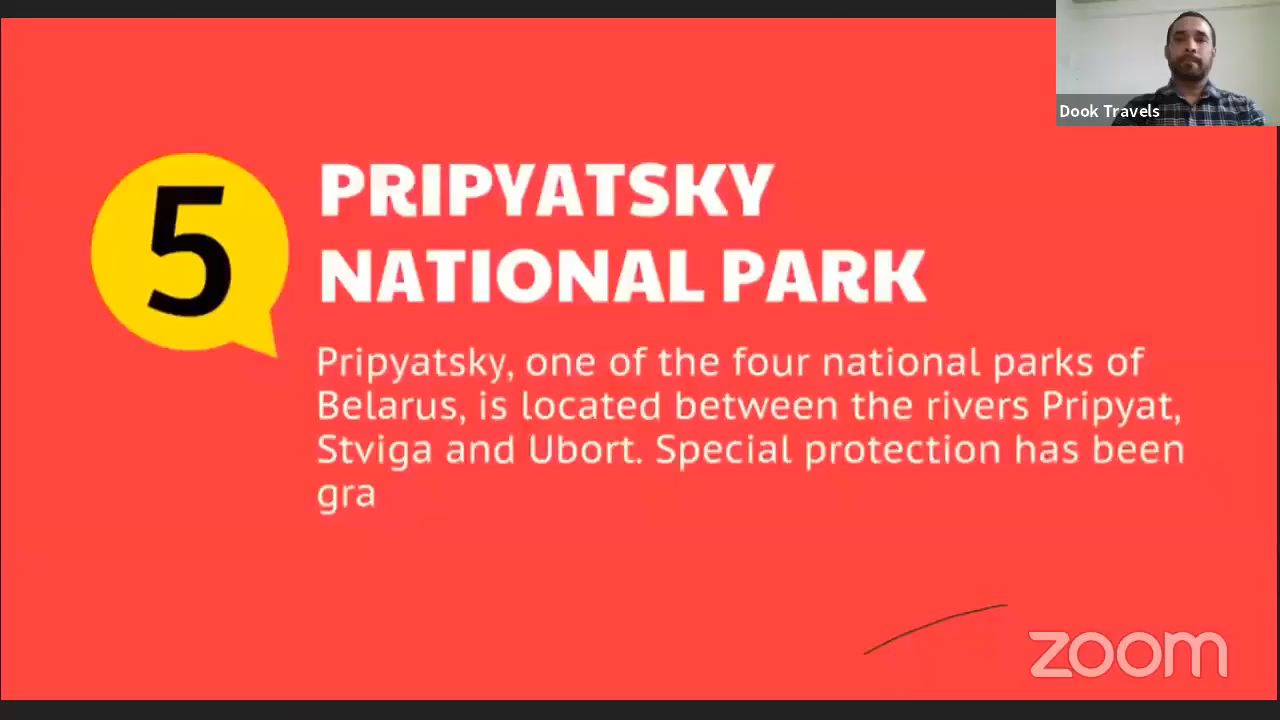 Dook Travels
5
PRIPYATSKY
NATIONAL PARK
Pripyatsky, one of the four national parks of
Belarus, is located between the rivers Pripyat,
Stviga and Ubort. Special protection has been
gra
zoom